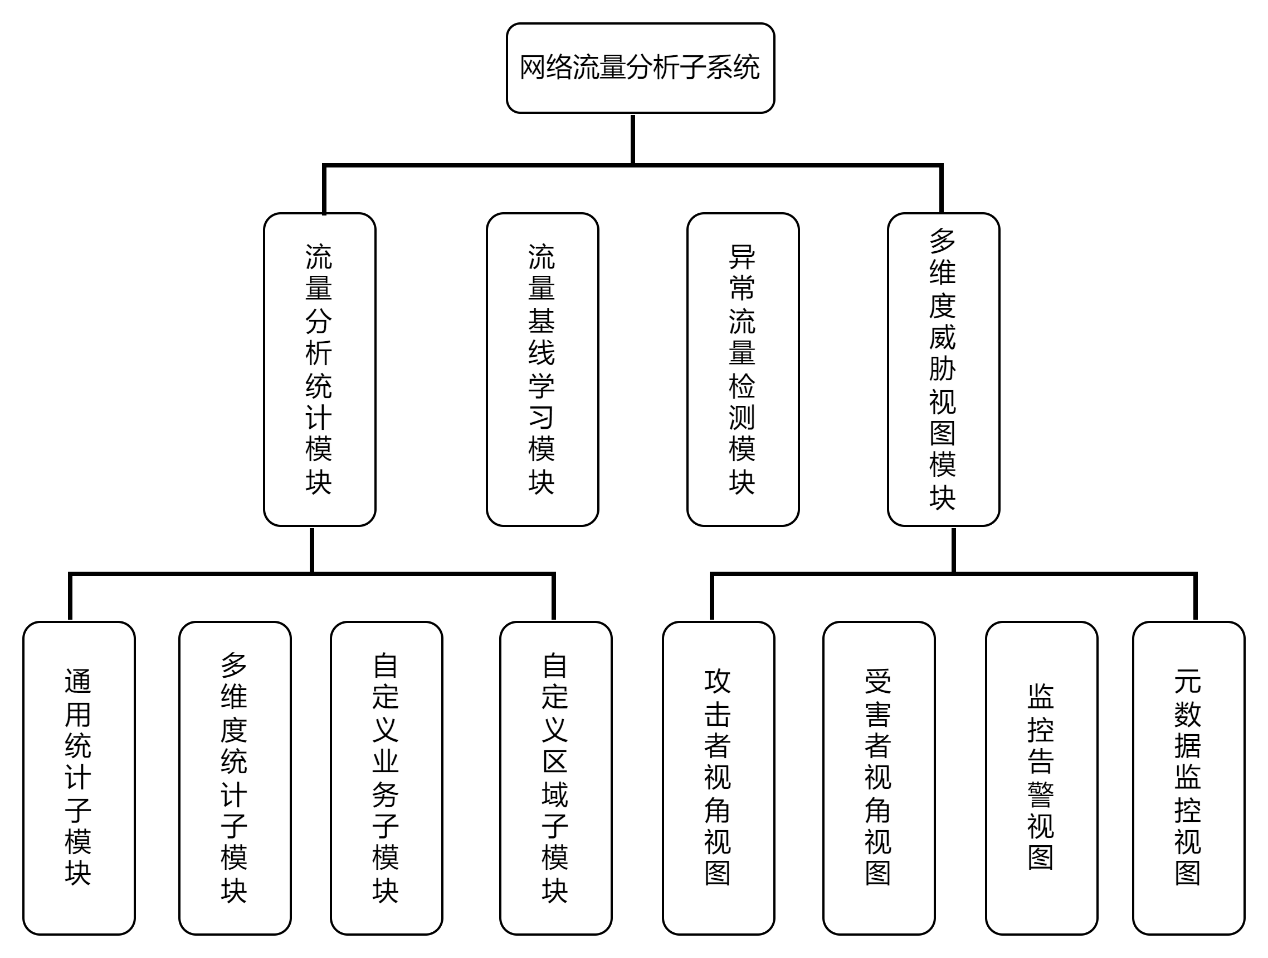 网络流量分析子系统
流量分析统计模块
流量基线学习模块
异常流量检测模块
多维度威胁视图模块
通用统计子模块
多维度统计子模块
自定义业务子模块
自定义区域子模块
攻击者视角视图
受害者视角视图
监控告警视图
元数据监控视图